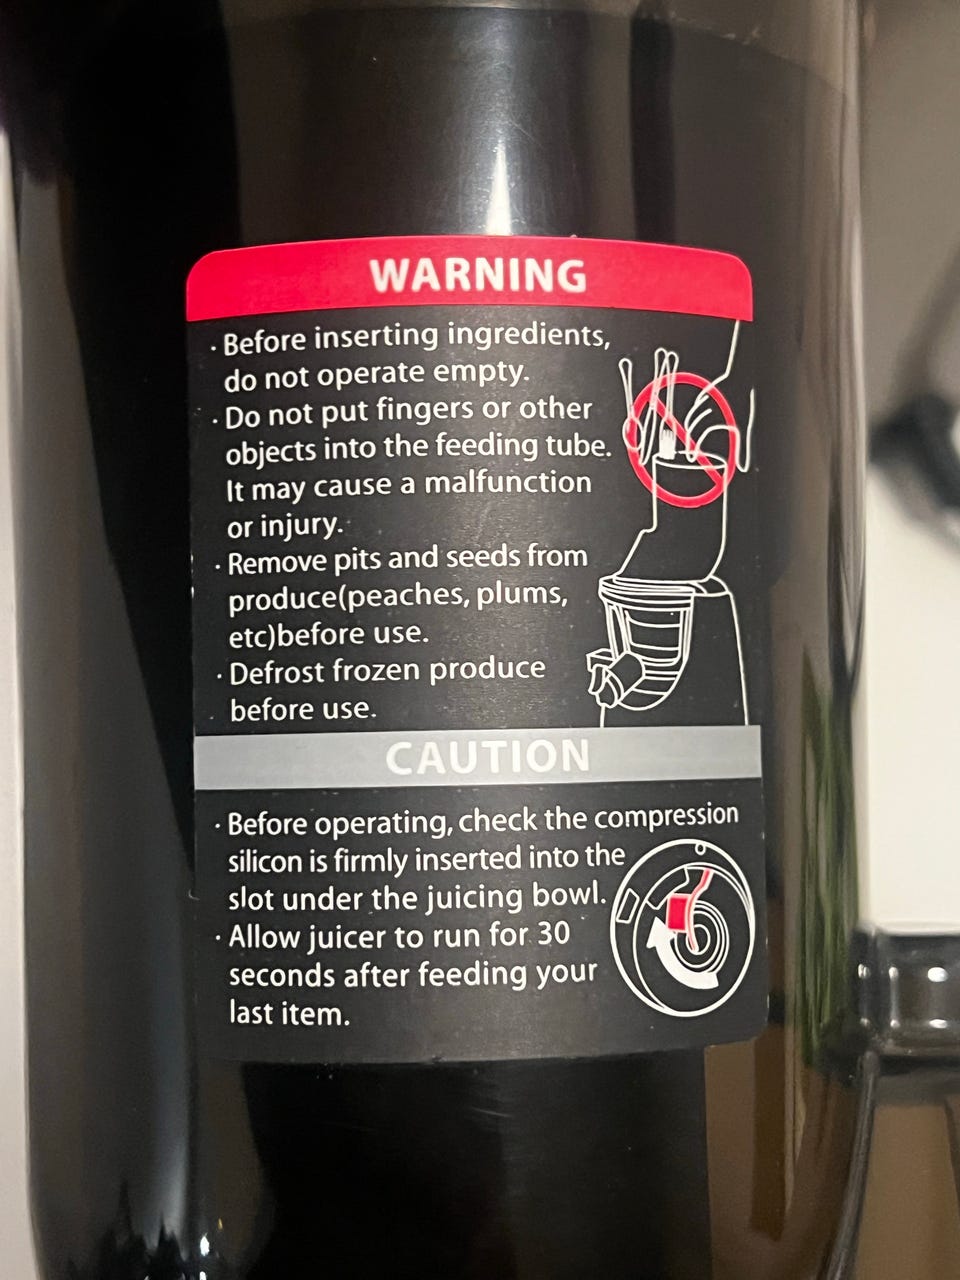 WARNING
· Before inserting ingredients,
do not operate empty.
· Do not put fingers or other
objects into the feeding tube.
It may cause a malfunction
or injury.
· Remove pits and seeds from
produce(peaches, plums,
etc)before use.
· Defrost frozen produce
before use.
CAUTION
· Before operating, check the compression
silicon is firmly inserted into the
slot under the juicing bowl.
· Allow juicer to run for 30
seconds after feeding your
last item.